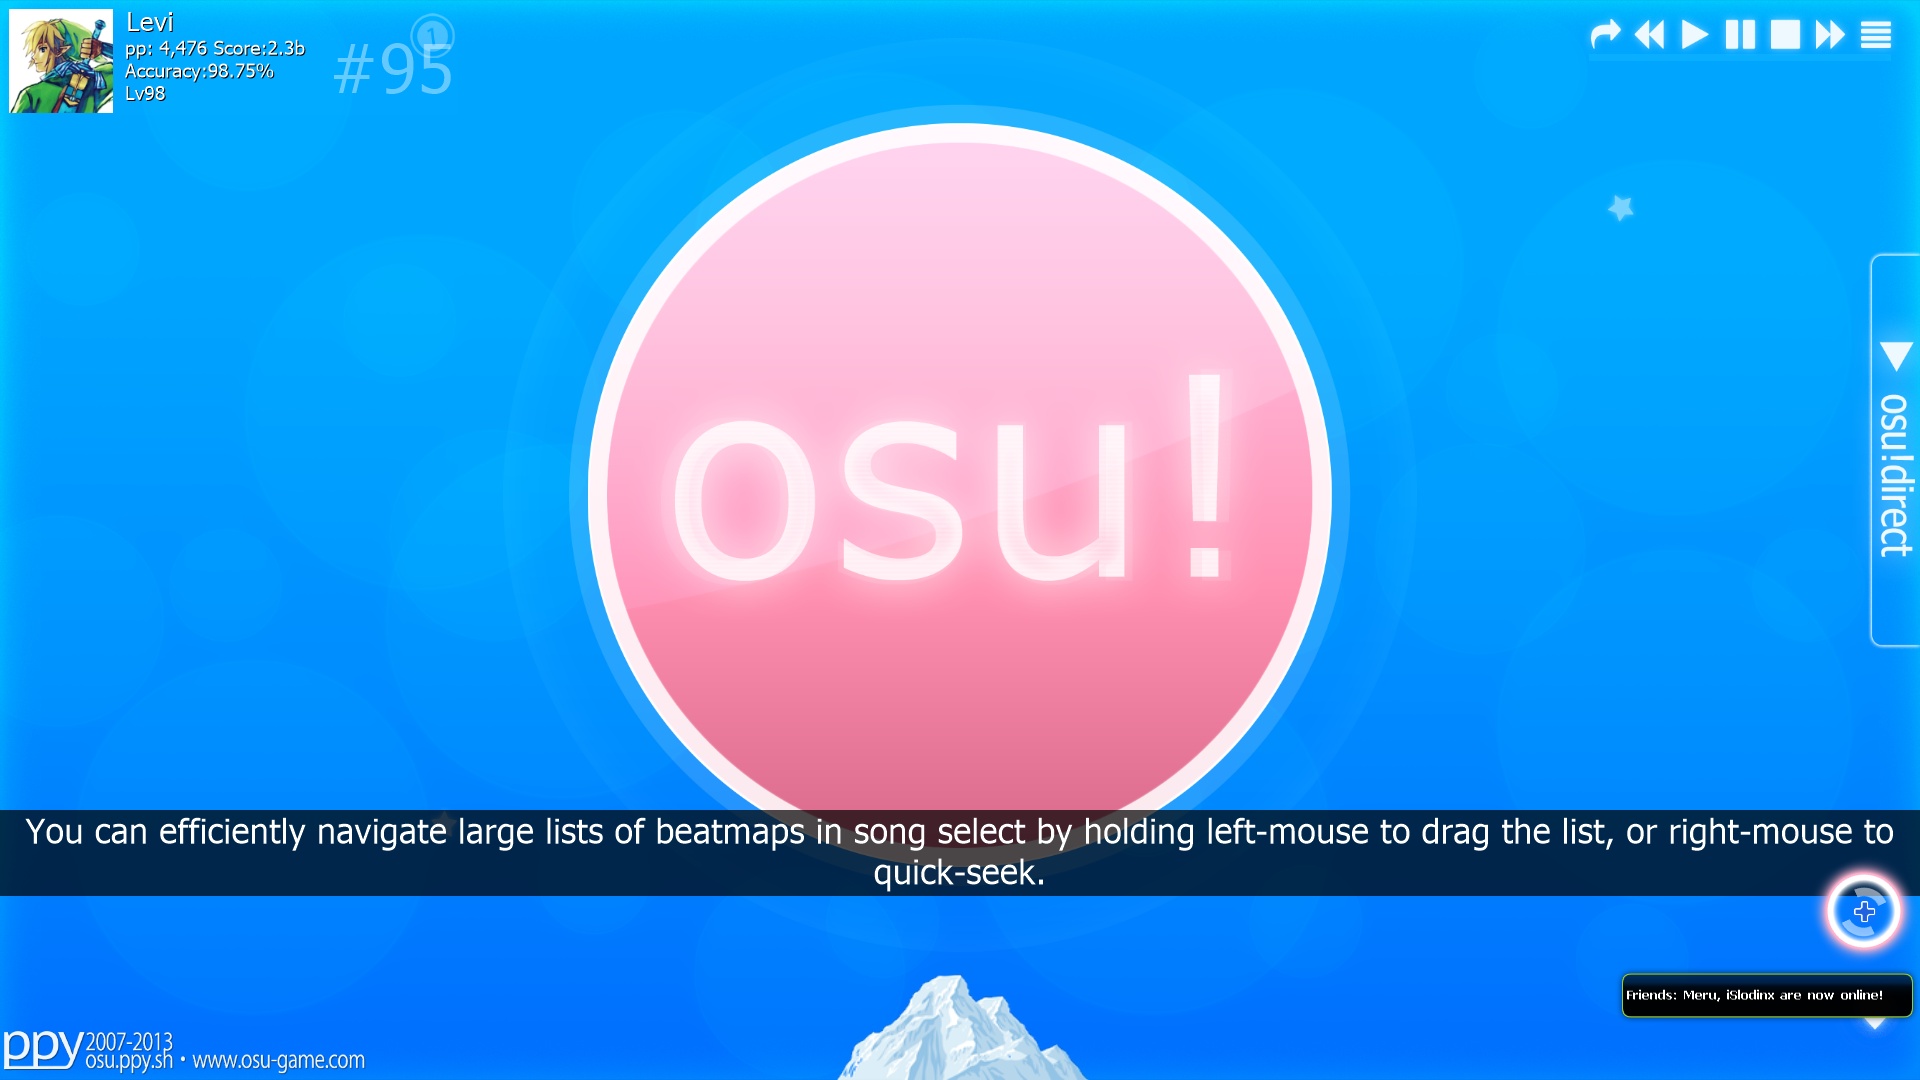 Levi
pp: 4,476 Score:2.3b
Accuracy:98.75%
Lv98
1
#95
osu!
osu!direct
You can efficiently navigate large lists of beatmaps in song select by holding left-mouse to drag the list, or right-mouse to
quick-seek.
Friends: Meru, iSlodinx are now online!
ppy 2007-2013
osu.ppy.sh • www.osu-game.com